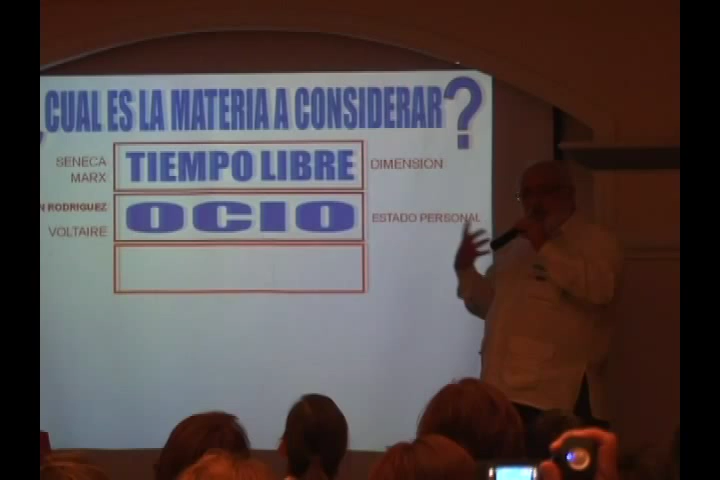 ¿CUAL ES LA MATERIA A CONSIDERAR?
SENECA
MARX
TIEMPO LIBRE
DIMENSION
N RODRIGUEZ
VOLTAIRE
OCIO
ESTADO PERSONAL